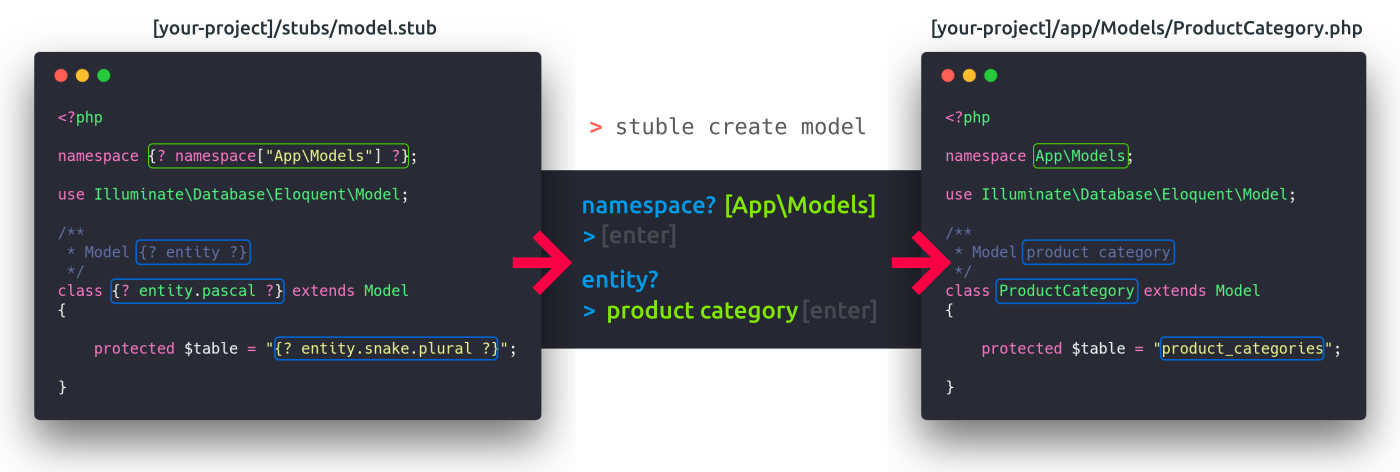 [your-project]/stubs/model.stub
<?php
namespace {? namespace["App\Models"] ?};
use Illuminate\Database\Eloquent\Model;
/**
 * Model {? entity ?}
 */
class {? entity.pascal ?} extends Model
{
    protected $table = "{? entity.snake.plural ?}";
}
> stuble create model
namespace? [App\Models]
> [enter]
entity?
> product category [enter]
[your-project]/app/Models/ProductCategory.php
<?php
namespace App\Models;
use Illuminate\Database\Eloquent\Model;
/**
 * Model product category
 */
class ProductCategory extends Model
{
    protected $table = "product_categories";
}